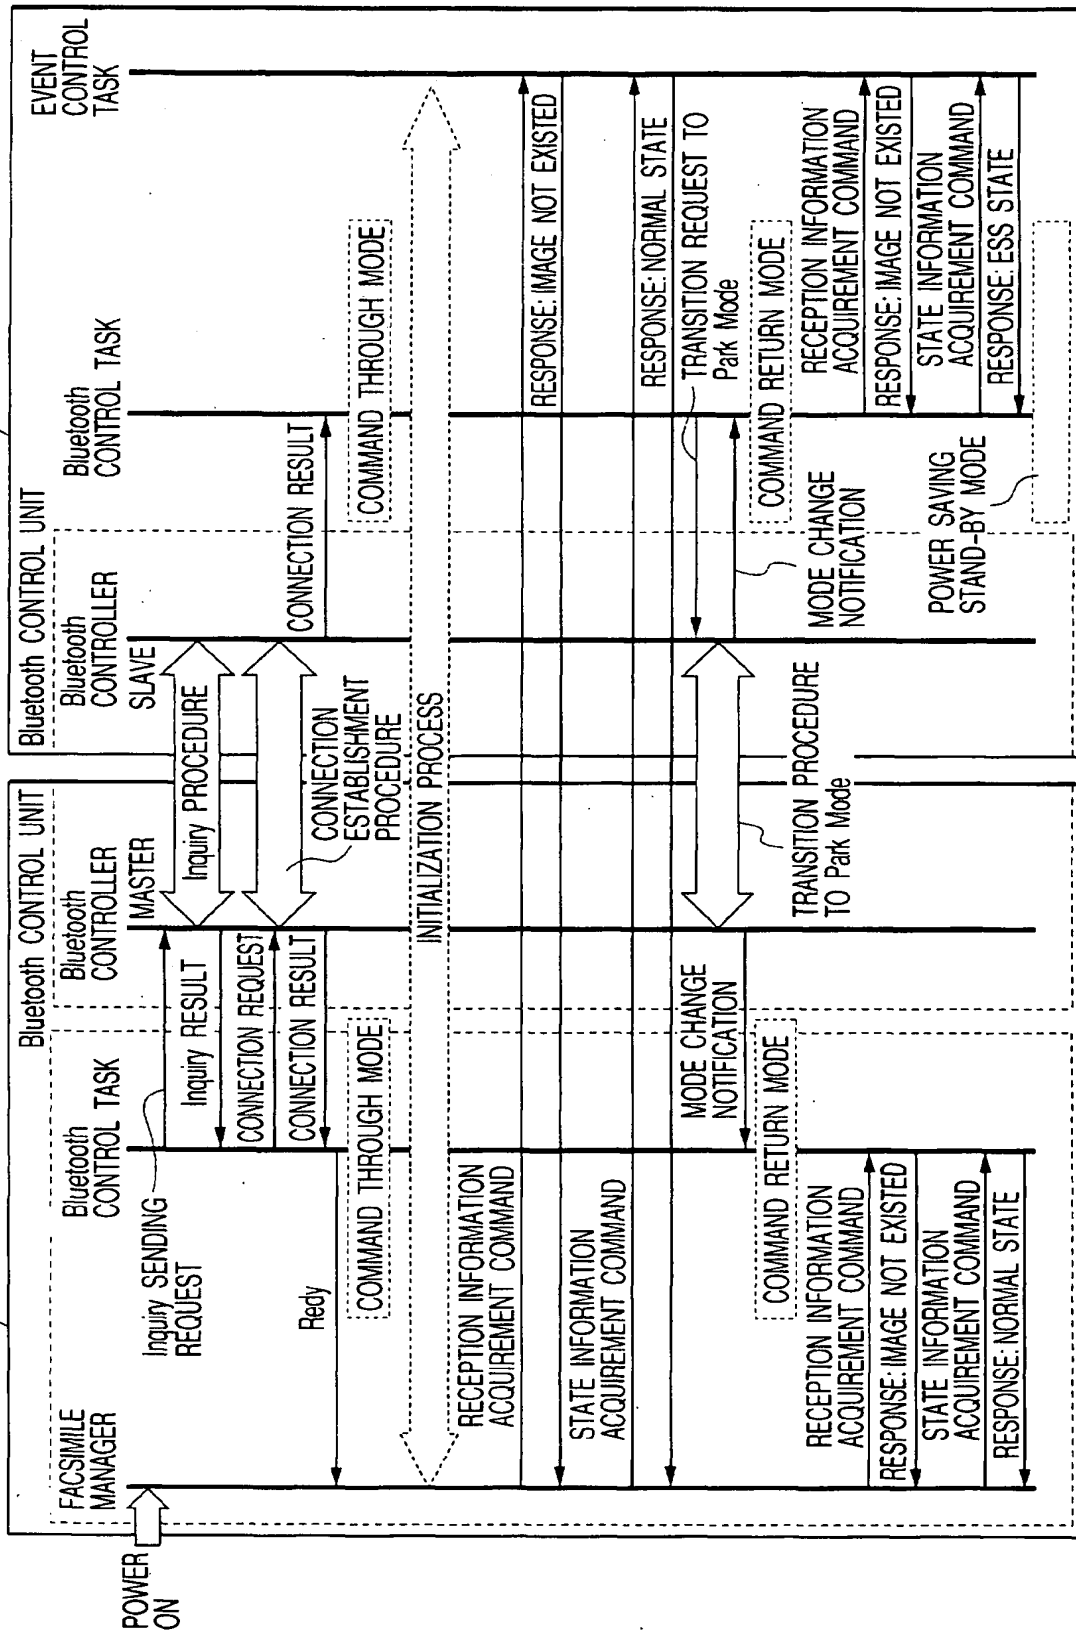 POWER
ON
FACSIMILE
MANAGER
Bluetooth
CONTROL TASK
Bluetooth CONTROL UNIT
Bluetooth
CONTROLLER
MASTER
Bluetooth CONTROL UNIT
Bluetooth
CONTROLLER
SLAVE
Bluetooth
CONTROL TASK
EVENT
CONTROL
TASK
Inquiry SENDING
REQUEST
Inquiry PROCEDURE
Inquiry RESULT
CONNECTION REQUEST
CONNECTION
ESTABLISHMENT
PROCEDURE
CONNECTION RESULT
CONNECTION RESULT
Redy
COMMAND THROUGH MODE
COMMAND THROUGH MODE
INITIALIZATION PROCESS
RECEPTION INFORMATION
ACQUIREMENT COMMAND
RESPONSE: IMAGE NOT EXISTED
STATE INFORMATION
ACQUIREMENT COMMAND
RESPONSE: NORMAL STATE
TRANSITION REQUEST TO
Park Mode
MODE CHANGE
NOTIFICATION
TRANSITION PROCEDURE
TO Park Mode
MODE CHANGE
NOTIFICATION
COMMAND RETURN MODE
COMMAND RETURN MODE
RECEPTION INFORMATION
ACQUIREMENT COMMAND
RESPONSE: IMAGE NOT EXISTED
STATE INFORMATION
ACQUIREMENT COMMAND
RESPONSE: NORMAL STATE
RECEPTION INFORMATION
ACQUIREMENT COMMAND
RESPONSE: IMAGE NOT EXISTED
STATE INFORMATION
ACQUIREMENT COMMAND
RESPONSE: ESS STATE
POWER SAVING
STAND-BY MODE